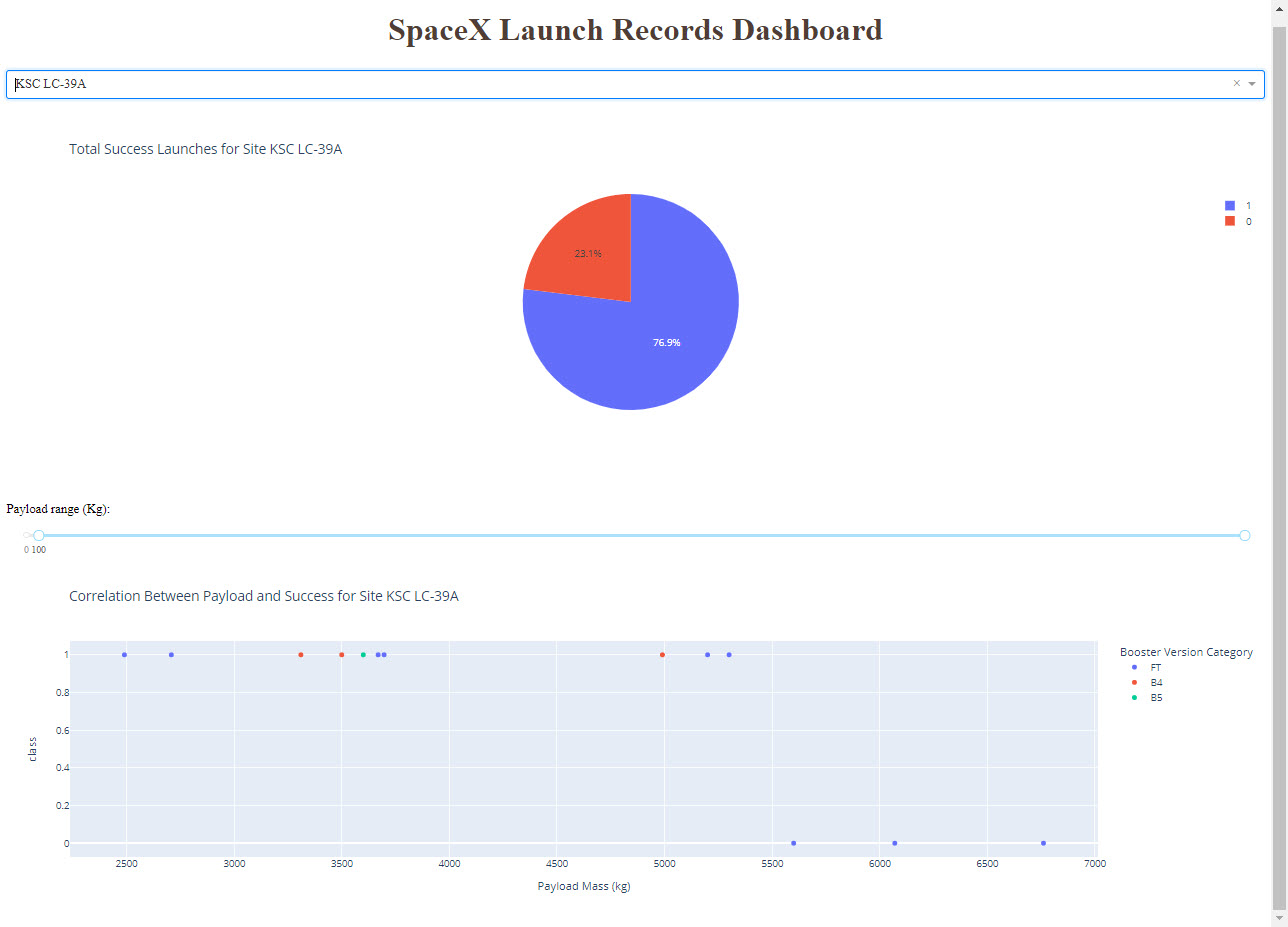 SpaceX Launch Records Dashboard
KSC LC-39A
Total Success Launches for Site KSC LC-39A
1
0
23.1%
76.9%
Payload range (Kg):
0 100
Correlation Between Payload and Success for Site KSC LC-39A
Booster Version Category
FT
B4
B5
1
0.8
0.6
0.4
0.2
0
class
2500 3000 3500 4000 4500 5000 5500 6000 6500 7000
Payload Mass (kg)